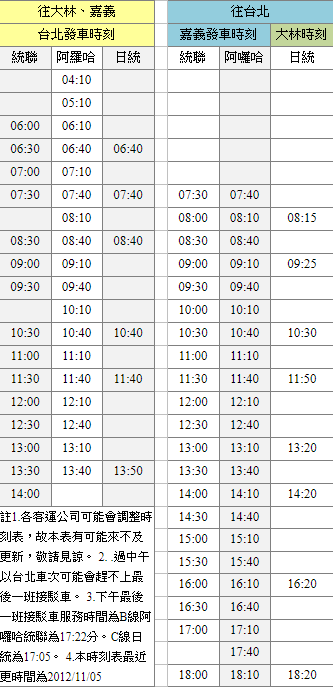 往大林、嘉義
台北發車時刻
統聯 阿羅哈 日統
04:10
05:10
06:00 06:10
06:30 06:40 06:40
07:00 07:10
07:30 07:40 07:40
08:10
08:30 08:40 08:40
09:00 09:10
09:30 09:40
10:10
10:30 10:40 10:40
11:00 11:10
11:30 11:40 11:40
12:00 12:10
12:30 12:40
13:00 13:10
13:30 13:40 13:50
14:00
註1.各客運公司可能會調整時
刻表，故本表有可能來不及
更新，敬請見諒。 2. .過中午
以台北車次可能會趕不上最
後一班接駁車。 3.下午最後
一班接駁車服務時間為B線阿
囉哈統聯為17:22分。C線日
統為17:05。 4.本時刻表最近
更時間為2012/11/05
往台北
嘉義發車時刻 大林時刻
統聯 阿囉哈 日統
07:30 07:40
08:00 08:10 08:15
08:30 08:40
09:00 09:10 09:25
09:30 09:40
10:00 10:10
10:30 10:40 10:30
11:00 11:10
11:30 11:40 11:50
12:00 12:10
12:30 12:40
13:00 13:10 13:20
13:30 13:40
14:00 14:10 14:20
14:30 14:40
15:00 15:10
15:30 15:40
16:00 16:10 16:20
16:30 16:40
17:00 17:10
17:40
18:00 18:10 18:20